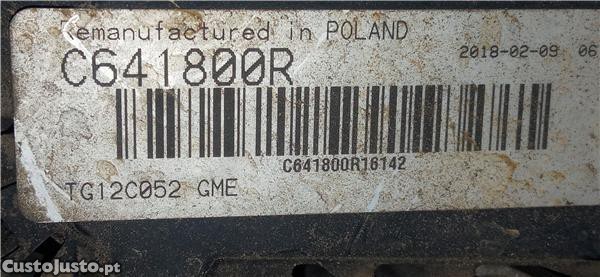 Remanufactured in POLAND
C641800R
2018-02-09 06
C641800R16142
TG12C052 GME
CustoJusto.pt